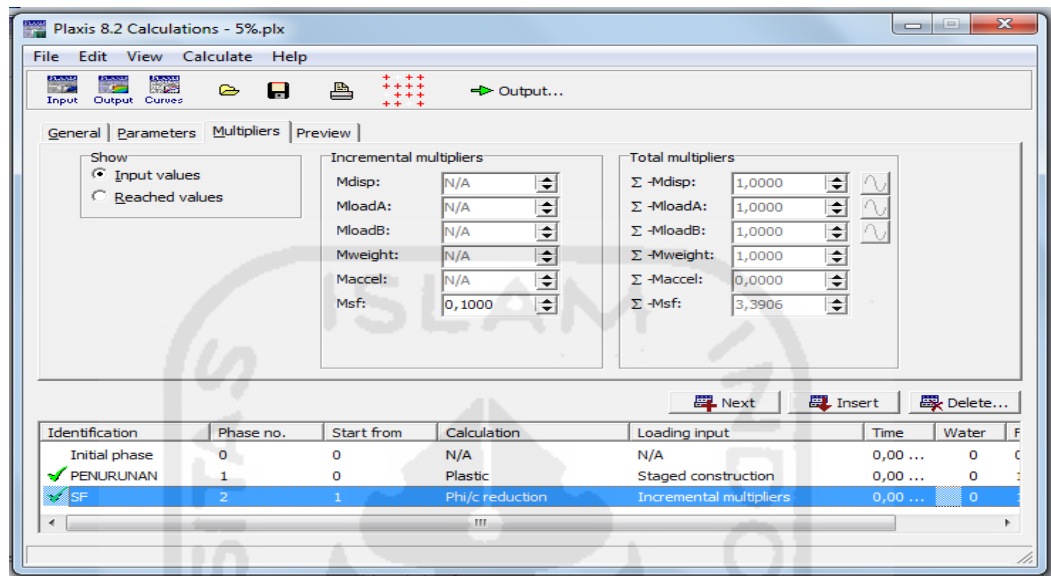 Plaxis 8.2 Calculations - 5%.plx
File Edit View Calculate Help
Input Output Curves Output...
General Parameters Multipliers Preview
Show
Input values
Reached values
Incremental multipliers
Mdisp: N/A
MloadA: N/A
MloadB: N/A
Mweight: N/A
Maccel: N/A
Msf: 0,1000
Total multipliers
Σ -Mdisp: 1,0000
Σ -MloadA: 1,0000
Σ -MloadB: 1,0000
Σ -Mweight: 1,0000
Σ -Maccel: 0,0000
Σ -Msf: 3,3906
Next Insert Delete...
Identification Phase no. Start from Calculation Loading input Time Water F
Initial phase 0 0 N/A N/A 0,00 ... 0
PENURUNAN 1 0 Plastic Staged construction 0,00 ... 0
SF 2 1 Phi/c reduction Incremental multipliers 0,00 ... 0
ISLAM